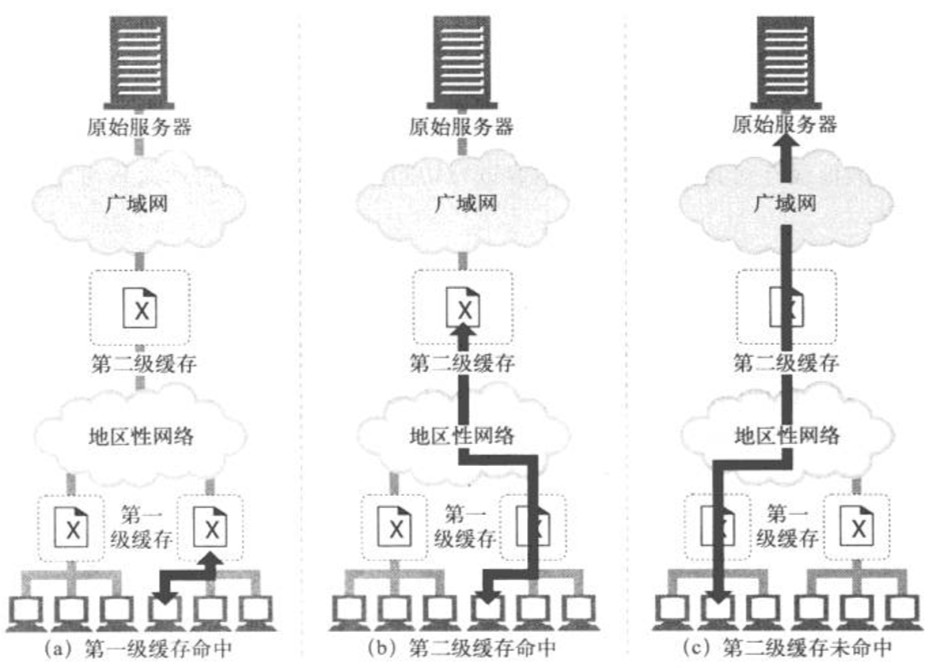 原始服务器
广域网
X
第二级缓存
地区性网络
X
第一
级缓存
X
(a) 第一级缓存命中
原始服务器
广域网
X
第二级缓存
地区性网络
X
第一
级缓存
X
(b) 第二级缓存命中
原始服务器
广域网
X
第二级缓存
地区性网络
X
第一
级缓存
X
(c) 第二级缓存未命中